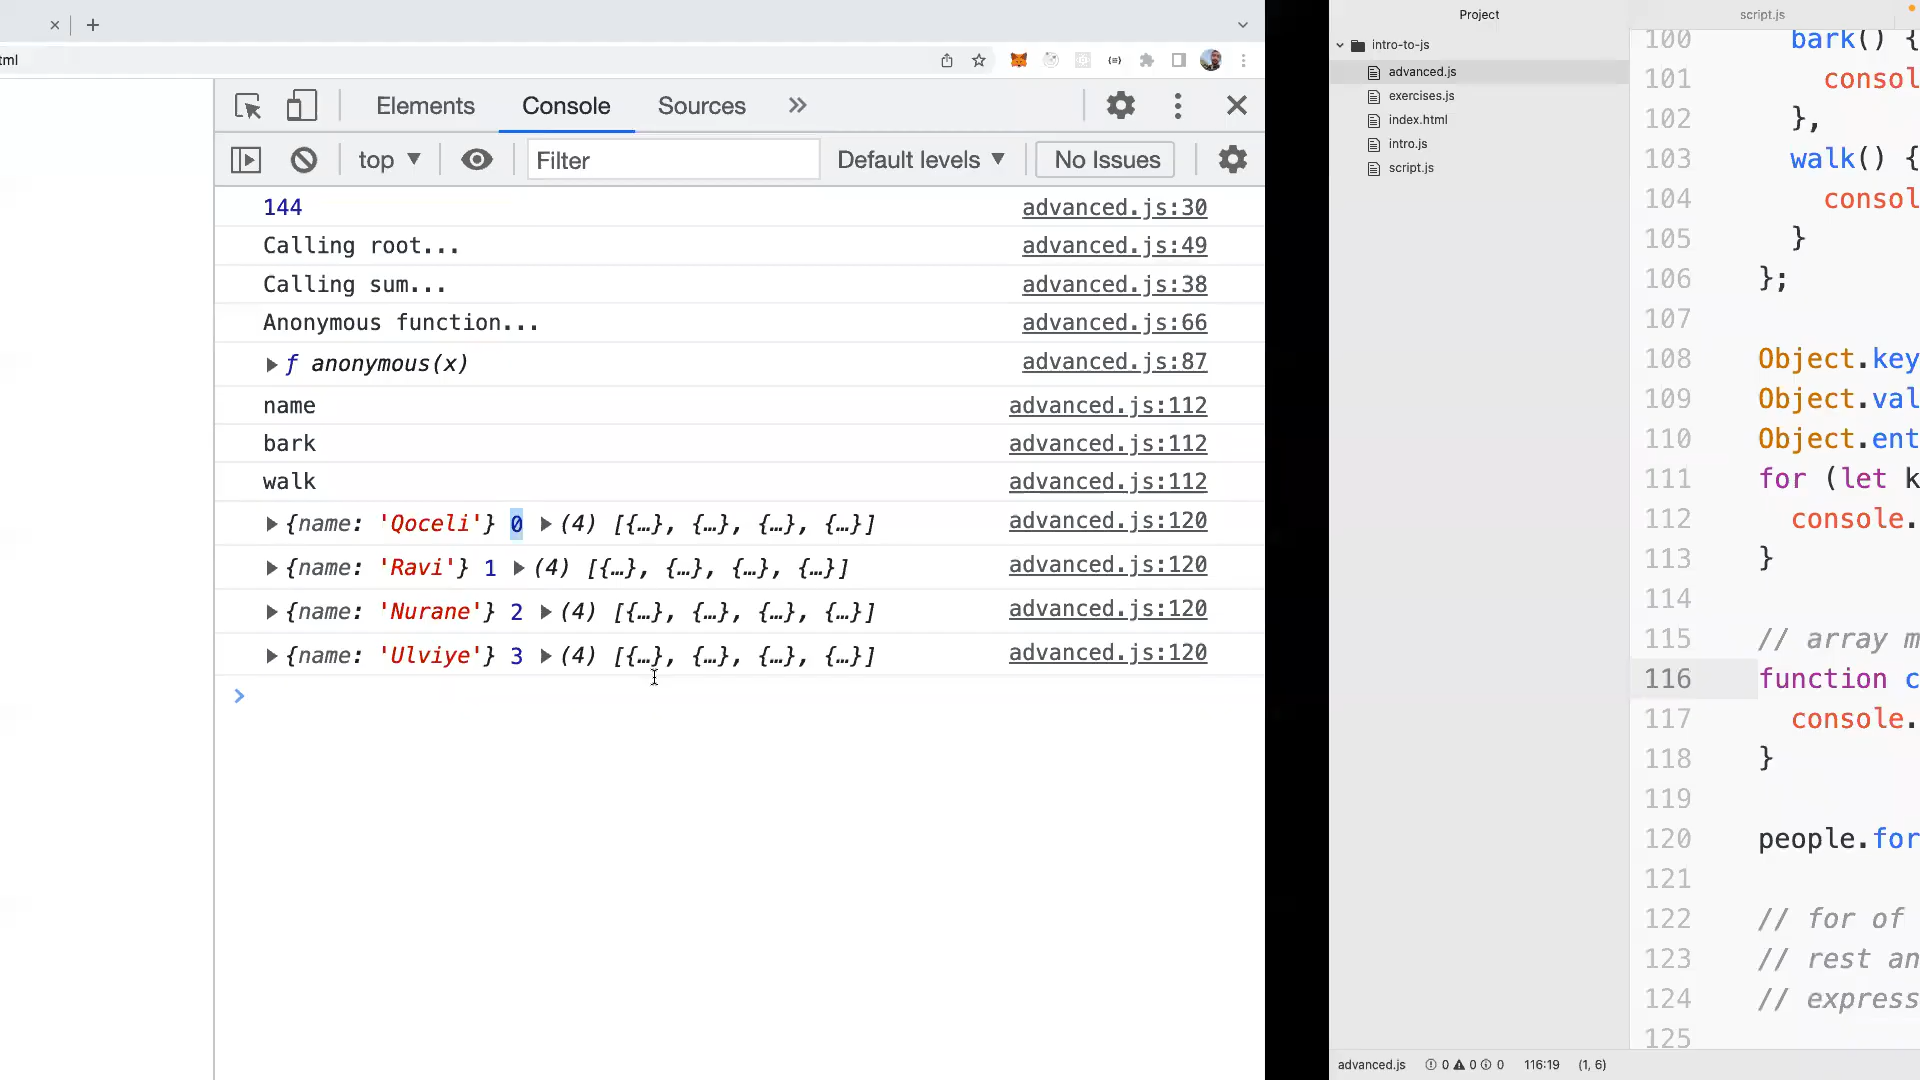 ml
Elements Console Sources »
top Filter Default levels No Issues
144 advanced.js:30
Calling root... advanced.js:49
Calling sum... advanced.js:38
Anonymous function... advanced.js:66
ƒ anonymous(x) advanced.js:87
name advanced.js:112
bark advanced.js:112
walk advanced.js:112
{name: 'Qoceli'} 0 (4) [{…}, {…}, {…}, {…}] advanced.js:120
{name: 'Ravi'} 1 (4) [{…}, {…}, {…}, {…}] advanced.js:120
{name: 'Nurane'} 2 (4) [{…}, {…}, {…}, {…}] advanced.js:120
{name: 'Ulviye'} 3 (4) [{…}, {…}, {…}, {…}] advanced.js:120
Project
intro-to-js
advanced.js
exercises.js
index.html
intro.js
script.js
script.js
100 bark() {
101 consol
102 },
103 walk() {
104 consol
105 }
106 };
107
108 Object.key
109 Object.val
110 Object.ent
111 for (let k
112 console.
113 }
114
115 // array m
116 function c
117 console.
118 }
119
120 people.for
121
122 // for of
123 // rest an
124 // express
125
advanced.js 0 0 0 116:19 (1, 6)